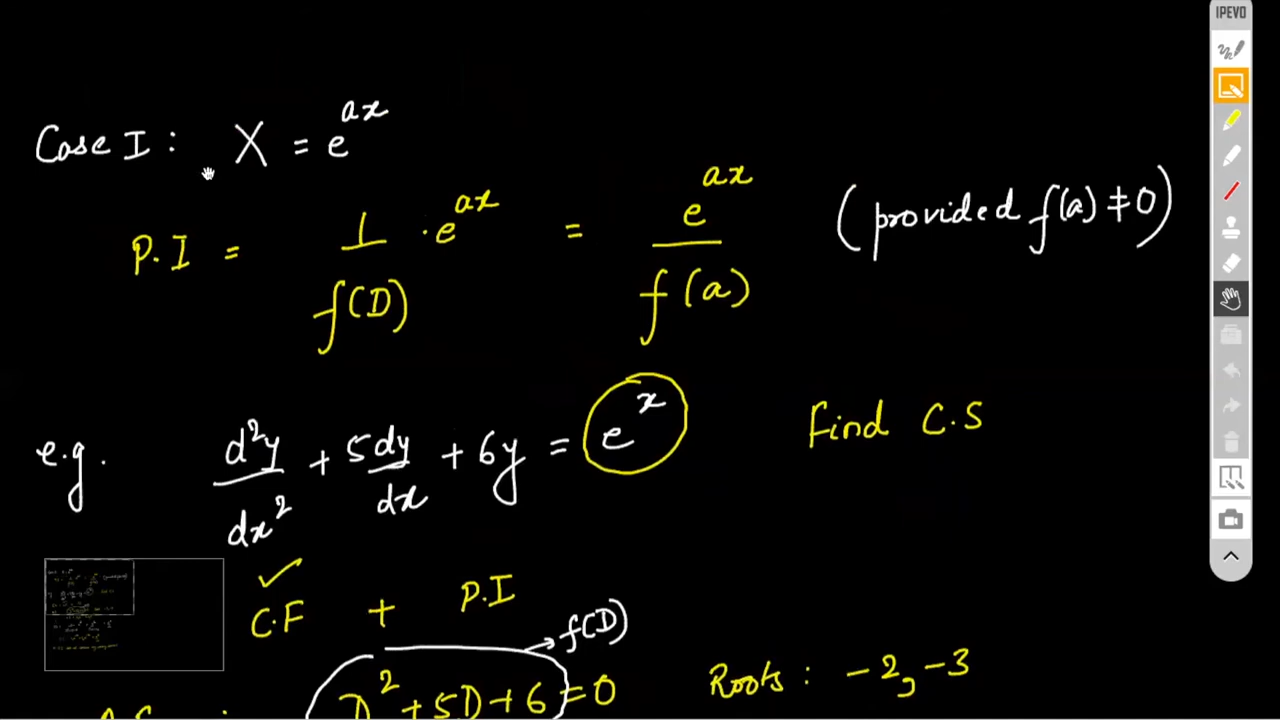 IPEVO
Case I : X = e^{ax}
P.I = 1/f(D) · e^{ax} = e^{ax}/f(a) (provided f(a) ≠ 0)
e.g. d²y/dx² + 5dy/dx + 6y = e^x find C.S
✓
C.F + P.I
→ f(D)
D² + 5D + 6 = 0 Roots : -2, -3